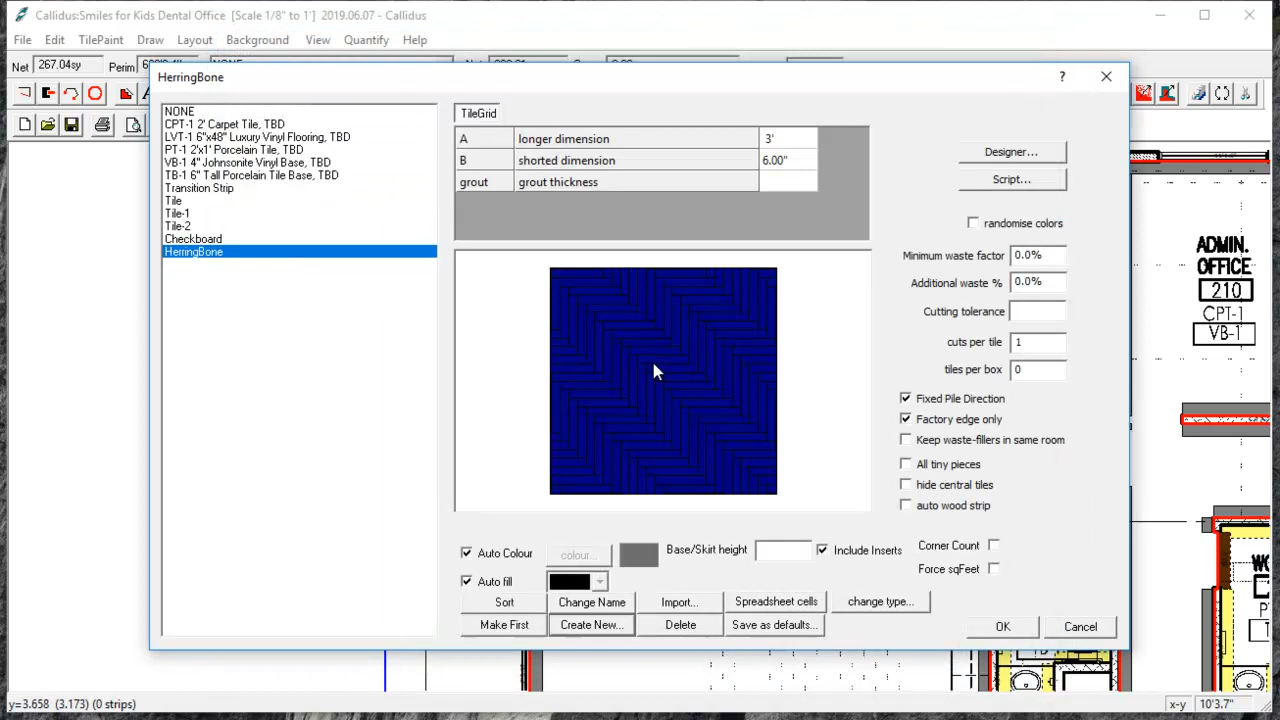 Callidus:Smiles for Kids Dental Office [Scale 1/8" to 1'] 2019.06.07 - Callidus
File Edit TilePaint Draw Layout Background View Quantify Help
Net 267.04sy Perim
HerringBone
NONE
CPT-1 2' Carpet Tile, TBD
LVT-1 6"x48" Luxury Vinyl Flooring, TBD
PT-1 2'x1' Porcelain Tile, TBD
VB-1 4" Johnsonite Vinyl Base, TBD
TB-1 6" Tall Porcelain Tile Base, TBD
Transition Strip
Tile
Tile-1
Tile-2
Checkboard
HerringBone
TileGrid
A longer dimension 3'
B shorted dimension 6.00"
grout grout thickness
Designer...
Script...
randomise colors
Minimum waste factor 0.0%
Additional waste % 0.0%
Cutting tolerance
cuts per tile 1
tiles per box 0
Fixed Pile Direction
Factory edge only
Keep waste-fillers in same room
All tiny pieces
hide central tiles
auto wood strip
Auto Colour colour... Base/Skirt height Include Inserts Corner Count
Auto fill Force sqFeet
Sort Change Name Import... Spreadsheet cells change type...
Make First Create New... Delete Save as defaults... OK Cancel
ADMIN.
OFFICE
210
CPT-1
VB-1
y=3.658 (3.173) (0 strips) x-y 10'3.7"